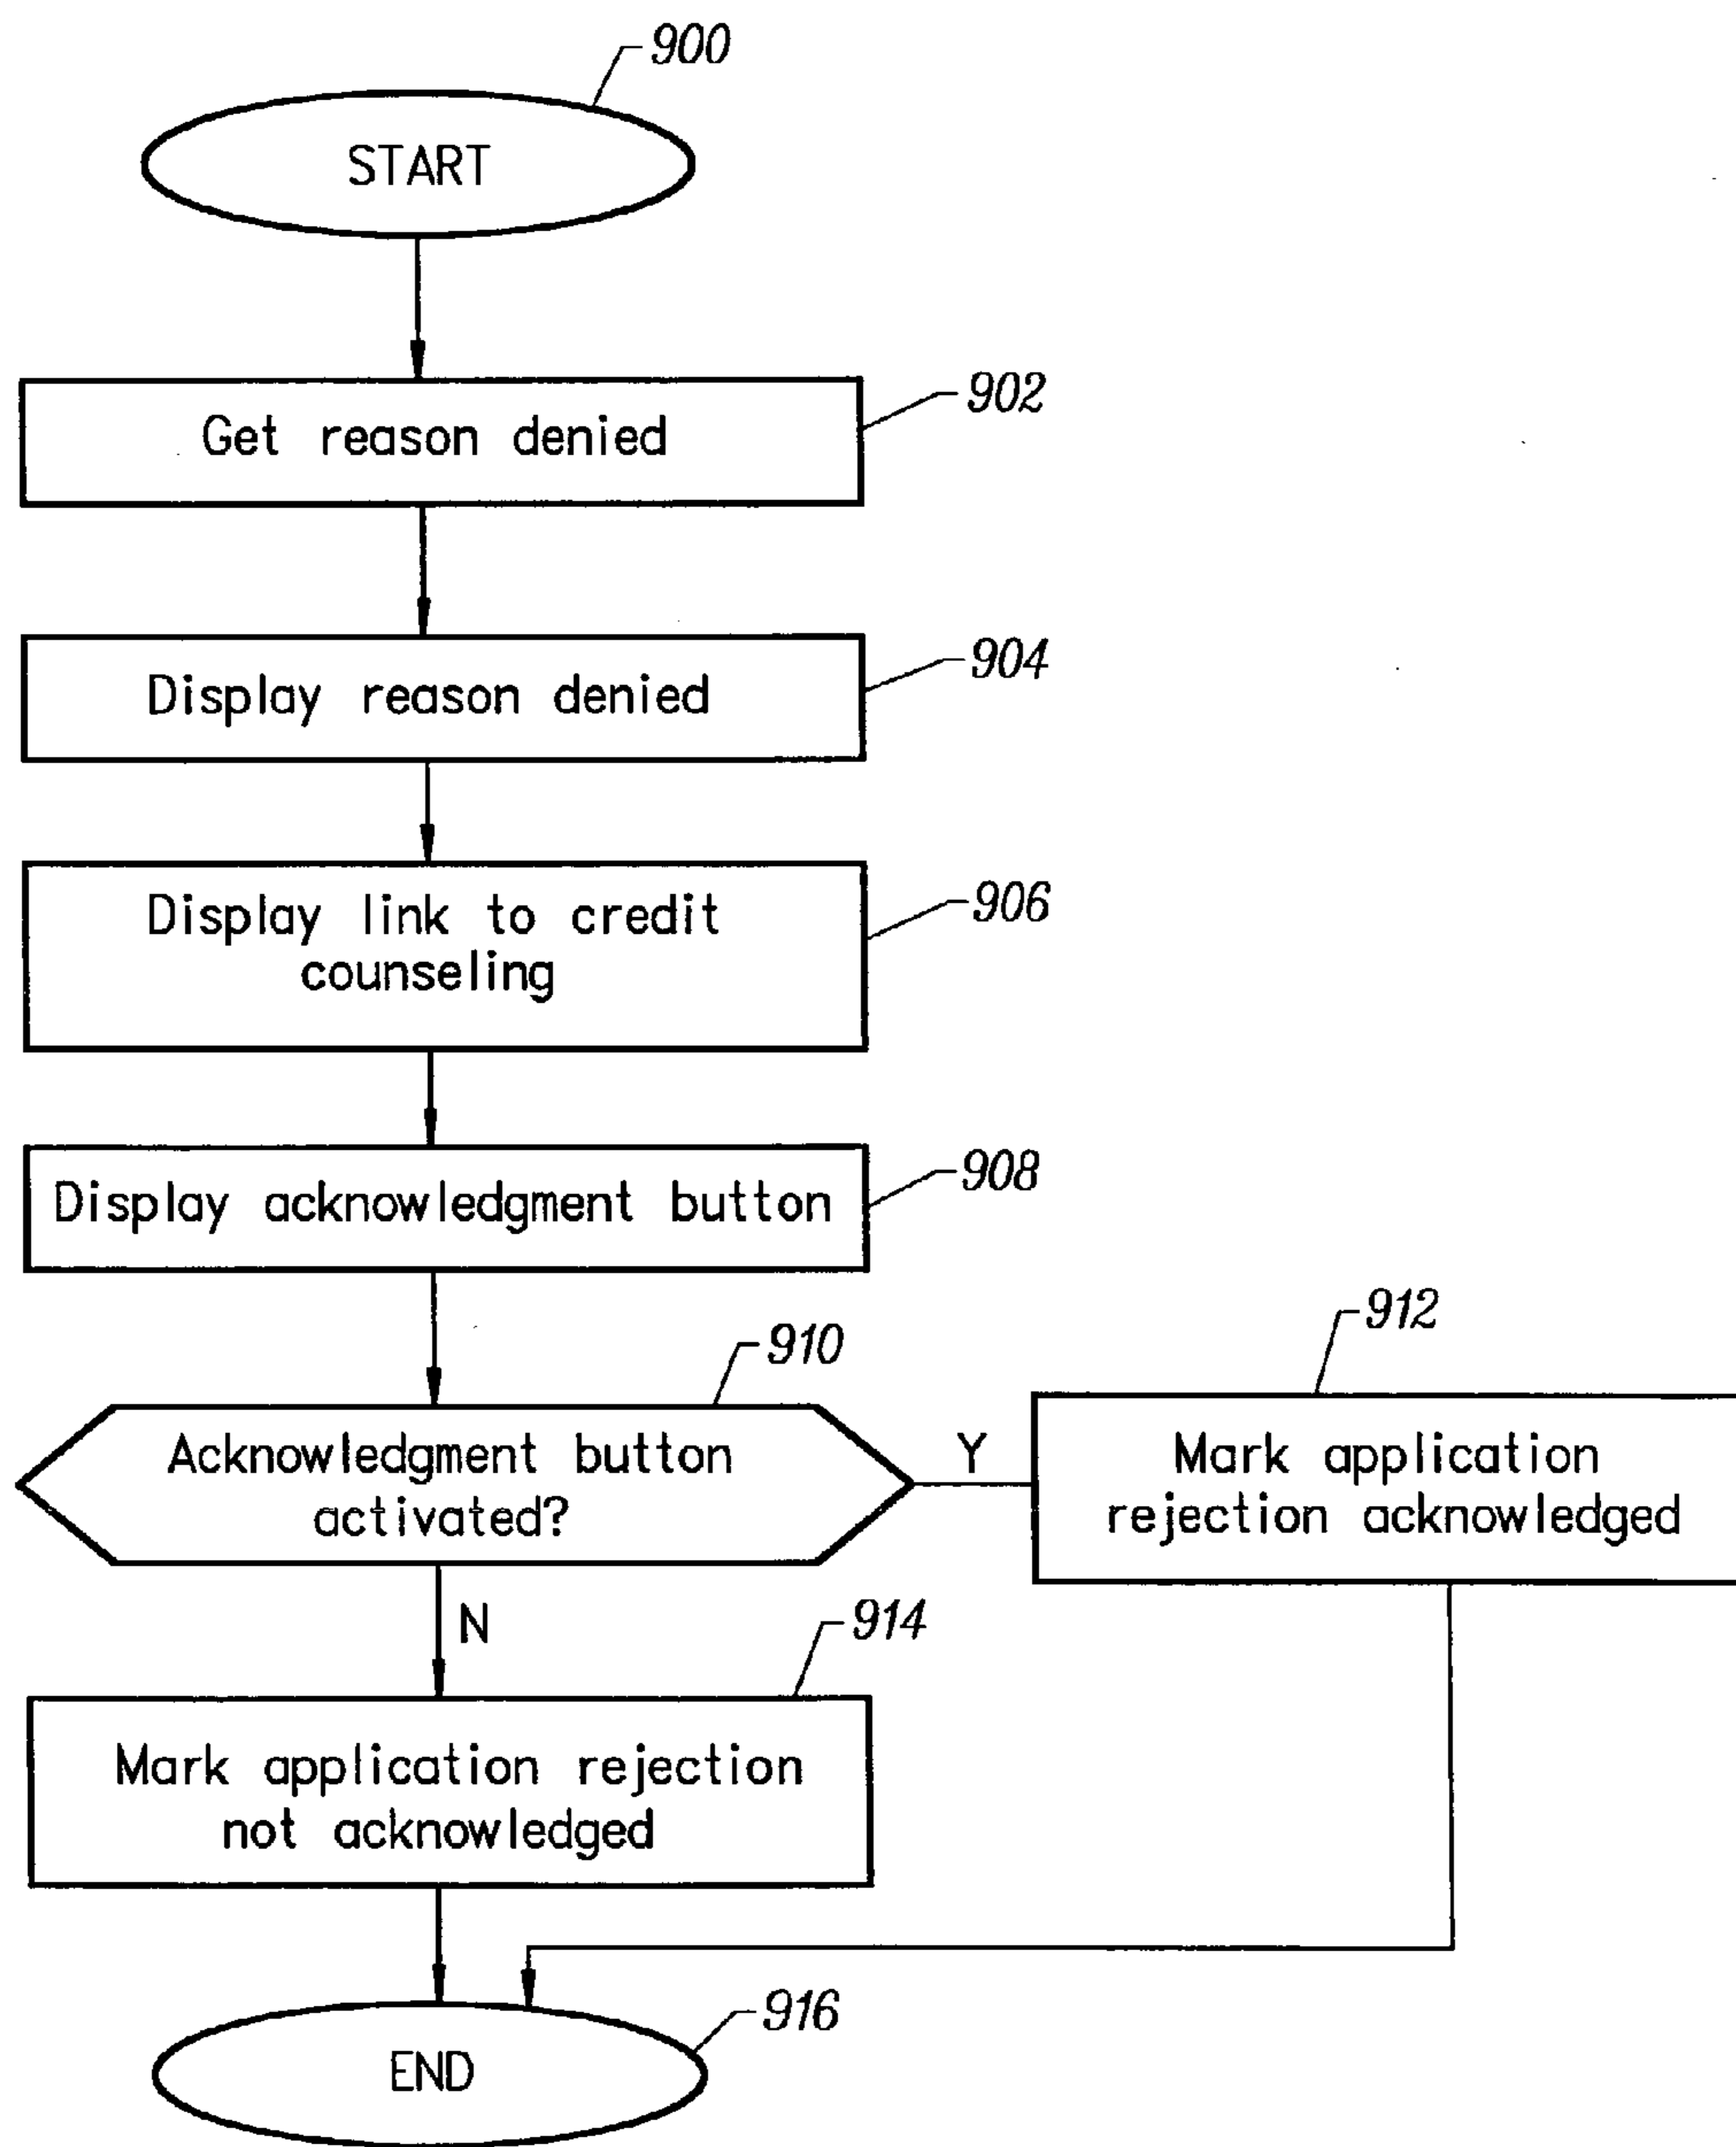 900
START
902
Get reason denied
904
Display reason denied
906
Display link to credit
counseling
908
Display acknowledgment button
910
Acknowledgment button
activated?
Y
912
Mark application
rejection acknowledged
N
914
Mark application rejection
not acknowledged
916
END